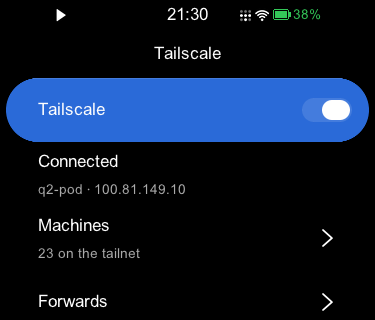 21:30
38%
Tailscale
Tailscale
Connected
q2-pod · 100.81.149.10
Machines
23 on the tailnet
Forwards